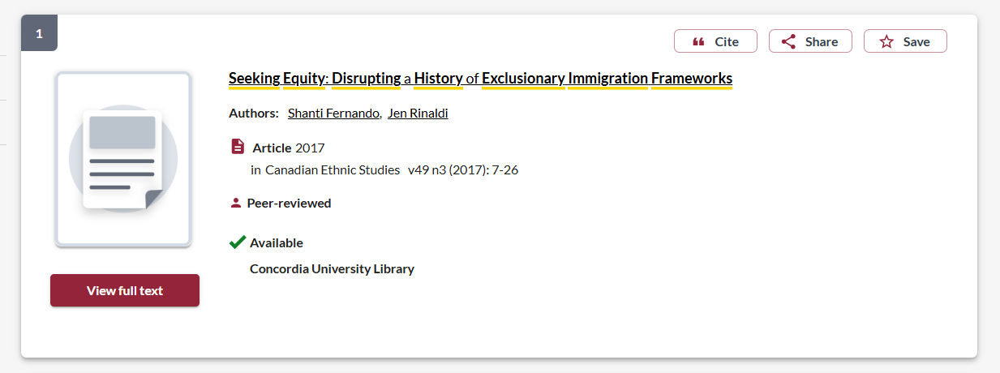 1
Cite Share Save
Seeking Equity: Disrupting a History of Exclusionary Immigration Frameworks
Authors: Shanti Fernando, Jen Rinaldi
Article 2017
in Canadian Ethnic Studies v49 n3 (2017): 7-26
Peer-reviewed
Available
Concordia University Library
View full text